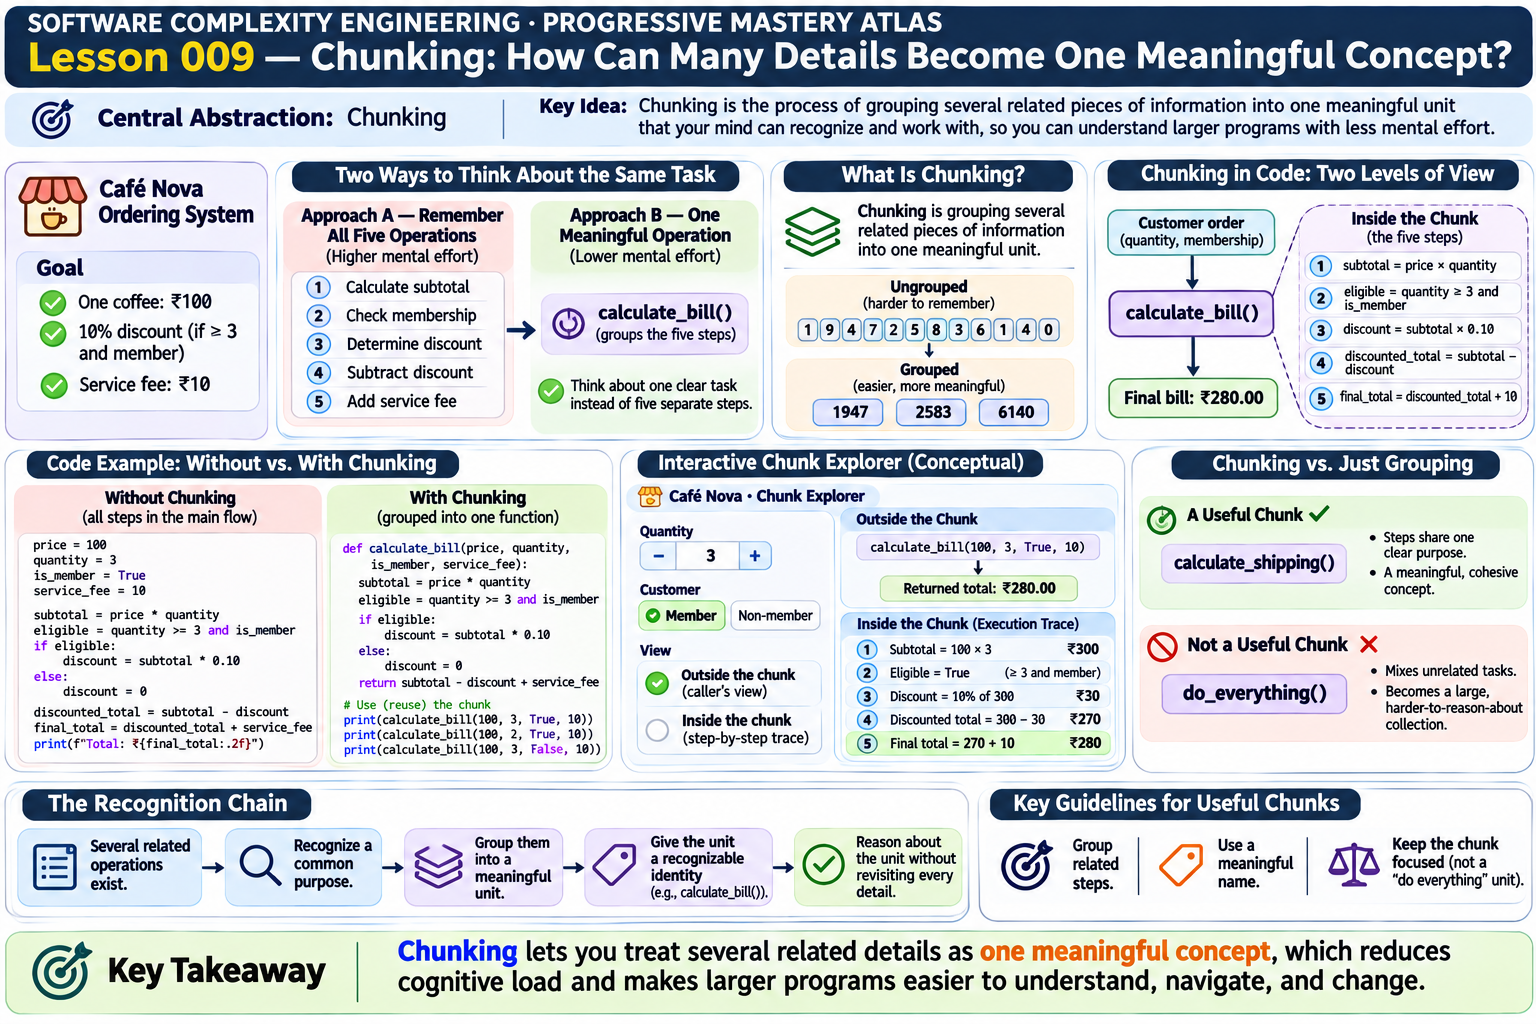 SOFTWARE COMPLEXITY ENGINEERING · PROGRESSIVE MASTERY ATLAS
Lesson 009 — Chunking: How Can Many Details Become One Meaningful Concept?
Central Abstraction: Chunking
Key Idea: Chunking is the process of grouping several related pieces of information into one meaningful unit
that your mind can recognize and work with, so you can understand larger programs with less mental effort.
Café Nova
Ordering System
Goal
One coffee: ₹100
10% discount (if ≥ 3
and member)
Service fee: ₹10
Two Ways to Think About the Same Task
Approach A — Remember
All Five Operations
(Higher mental effort)
1 Calculate subtotal
2 Check membership
3 Determine discount
4 Subtract discount
5 Add service fee
Approach B — One
Meaningful Operation
(Lower mental effort)
calculate_bill()
(groups the five steps)
Think about one clear task
instead of five separate steps.
What Is Chunking?
Chunking is grouping several
related pieces of information
into one meaningful unit.
Ungrouped
(harder to remember)
1 9 4 7 2 5 8 3 6 1 4 0
Grouped
(easier, more meaningful)
1947 2583 6140
Chunking in Code: Two Levels of View
Customer order
(quantity, membership)
calculate_bill()
Final bill: ₹280.00
Inside the Chunk
(the five steps)
1 subtotal = price × quantity
2 eligible = quantity ≥ 3 and
is_member
3 discount = subtotal × 0.10
4 discounted_total = subtotal −
discount
5 final_total = discounted_total + 10
Code Example: Without vs. With Chunking
Without Chunking
(all steps in the main flow)
price = 100
quantity = 3
is_member = True
service_fee = 10
subtotal = price * quantity
eligible = quantity >= 3 and is_member
if eligible:
discount = subtotal * 0.10
else:
discount = 0
discounted_total = subtotal - discount
final_total = discounted_total + service_fee
print(f"Total: ₹{final_total:.2f}")
With Chunking
(grouped into one function)
def calculate_bill(price, quantity,
is_member, service_fee):
subtotal = price * quantity
eligible = quantity >= 3 and is_member
if eligible:
discount = subtotal * 0.10
else:
discount = 0
return subtotal - discount + service_fee
# Use (reuse) the chunk
print(calculate_bill(100, 3, True, 10))
print(calculate_bill(100, 2, True, 10))
print(calculate_bill(100, 3, False, 10))
Interactive Chunk Explorer (Conceptual)
Café Nova · Chunk Explorer
Quantity
− 3 +
Customer
Member Non-member
View
Outside the chunk
(caller's view)
Inside the chunk
(step-by-step trace)
Outside the Chunk
calculate_bill(100, 3, True, 10)
Returned total: ₹280.00
Inside the Chunk (Execution Trace)
1 Subtotal = 100 × 3 ₹300
2 Eligible = True (≥ 3 and member)
3 Discount = 10% of 300 ₹30
4 Discounted total = 300 − 30 ₹270
5 Final total = 270 + 10 ₹280
Chunking vs. Just Grouping
A Useful Chunk
calculate_shipping()
• Steps share one
clear purpose.
• A meaningful, cohesive
concept.
Not a Useful Chunk
do_everything()
• Mixes unrelated tasks.
• Becomes a large,
harder-to-reason-about
collection.
The Recognition Chain
Several related
operations
exist.
Recognize a
common
purpose.
Group them
into a
meaningful
unit.
Give the unit
a recognizable
identity
(e.g., calculate_bill()).
Reason about
the unit without
revisiting every
detail.
Key Guidelines for Useful Chunks
Group
related
steps.
Use a
meaningful
name.
Keep the chunk
focused (not a
“do everything” unit).
Key Takeaway
Chunking lets you treat several related details as one meaningful concept, which reduces
cognitive load and makes larger programs easier to understand, navigate, and change.